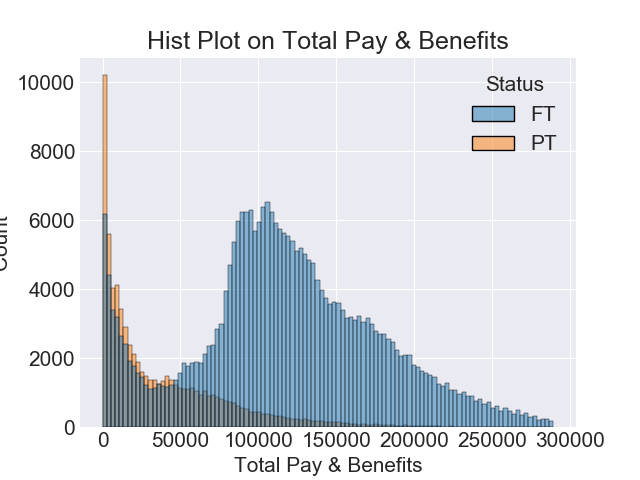 Hist Plot on Total Pay & Benefits
10000
8000
6000
4000
2000
0
Count
Status
FT
PT
0
50000
100000
150000
200000
250000
300000
Total Pay & Benefits